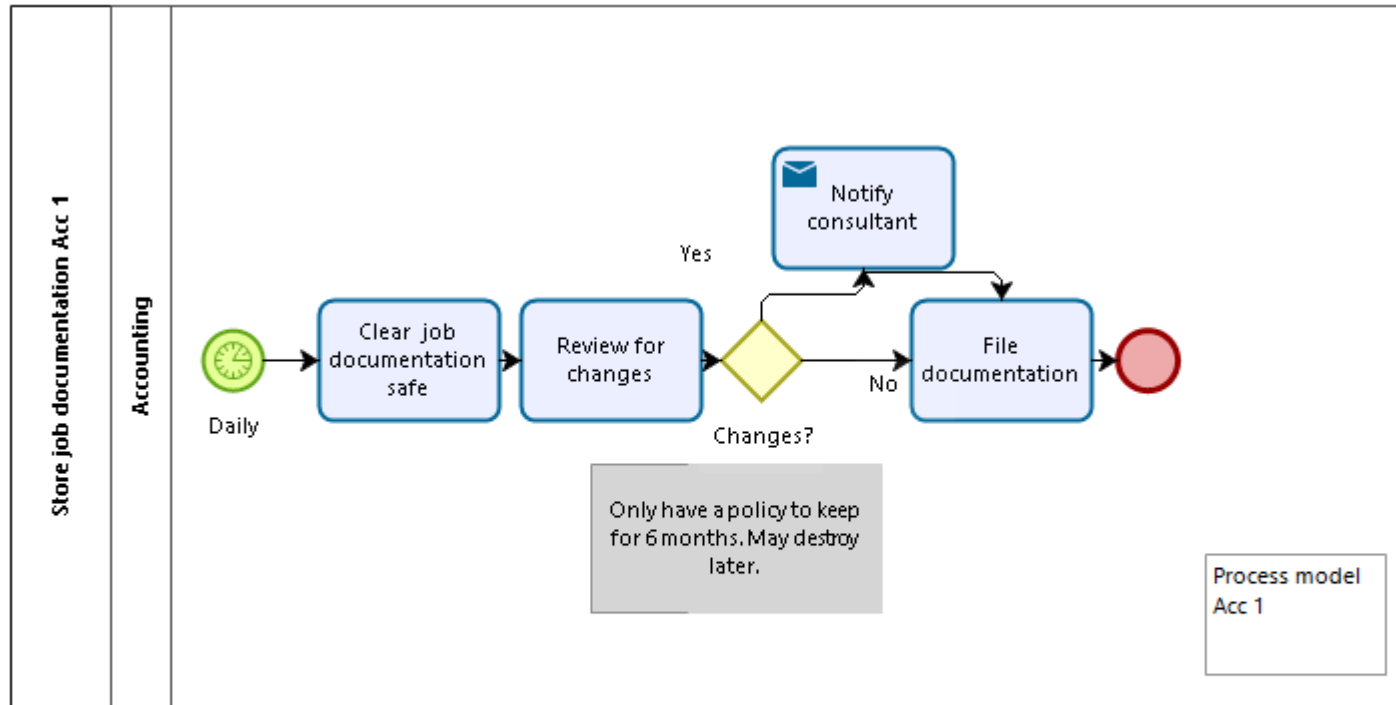 Store job documentation Acc 1
Accounting
Daily
Clear job
documentation
safe
Review for
changes
Changes?
Yes
Notify
consultant
No
File
documentation
Only have a policy to keep
for 6 months. May destroy
later.
Process model
Acc 1